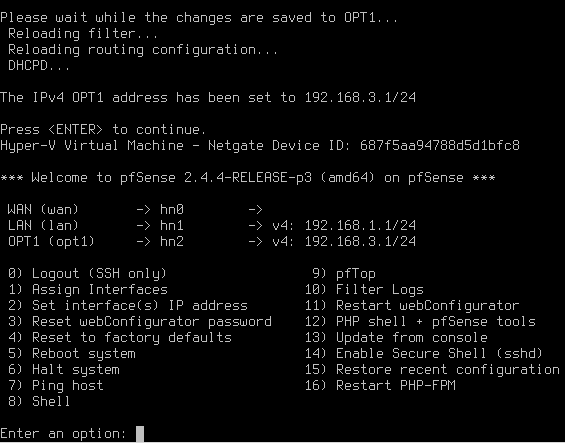 Please wait while the changes are saved to OPT1...
 Reloading filter...
 Reloading routing configuration...
 DHCPD...
The IPv4 OPT1 address has been set to 192.168.3.1/24
Press <ENTER> to continue.
Hyper-V Virtual Machine - Netgate Device ID: 687f5aa94788d5d1bfc8
*** Welcome to pfSense 2.4.4-RELEASE-p3 (amd64) on pfSense ***
 WAN (wan)       -> hn0        ->
 LAN (lan)       -> hn1        -> v4: 192.168.1.1/24
 OPT1 (opt1)     -> hn2        -> v4: 192.168.3.1/24
 0) Logout (SSH only)                  9) pfTop
 1) Assign Interfaces                 10) Filter Logs
 2) Set interface(s) IP address       11) Restart webConfigurator
 3) Reset webConfigurator password    12) PHP shell + pfSense tools
 4) Reset to factory defaults         13) Update from console
 5) Reboot system                     14) Enable Secure Shell (sshd)
 6) Halt system                       15) Restore recent configuration
 7) Ping host                         16) Restart PHP-FPM
 8) Shell
Enter an option: